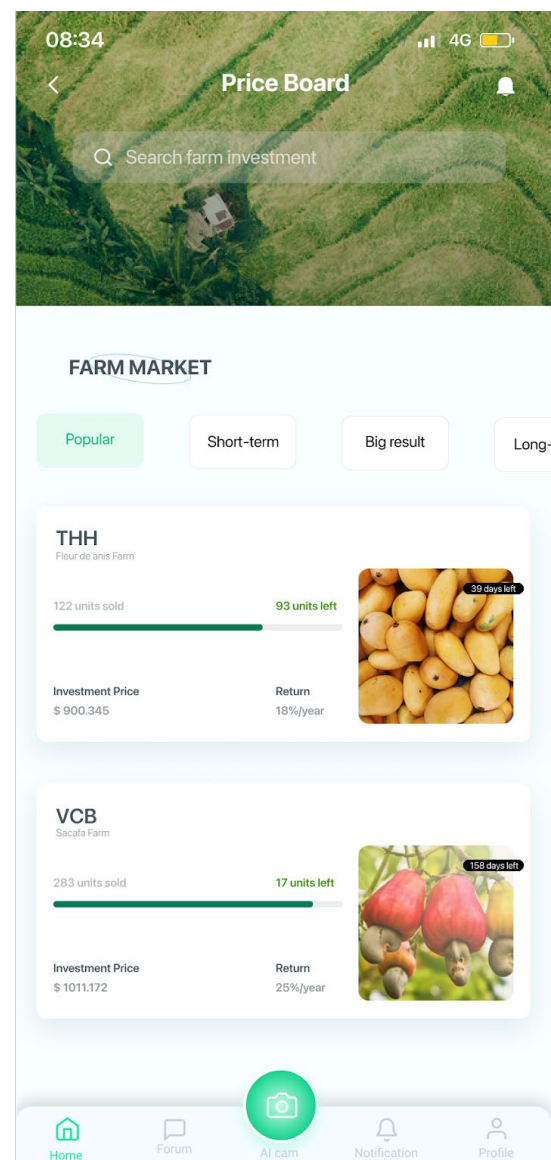 08:34
4G
Price Board
Search farm investment
FARM MARKET
Popular
Short-term
Big result
Long-
THH
Fleur de anis Farm
39 days left
122 units sold
93 units left
Investment Price
Return
$ 900.345
18%/year
VCB
Sacafa Farm
158 days left
283 units sold
17 units left
Investment Price
Return
$ 1011.172
25%/year
Home
Forum
AI cam
Notification
Profile